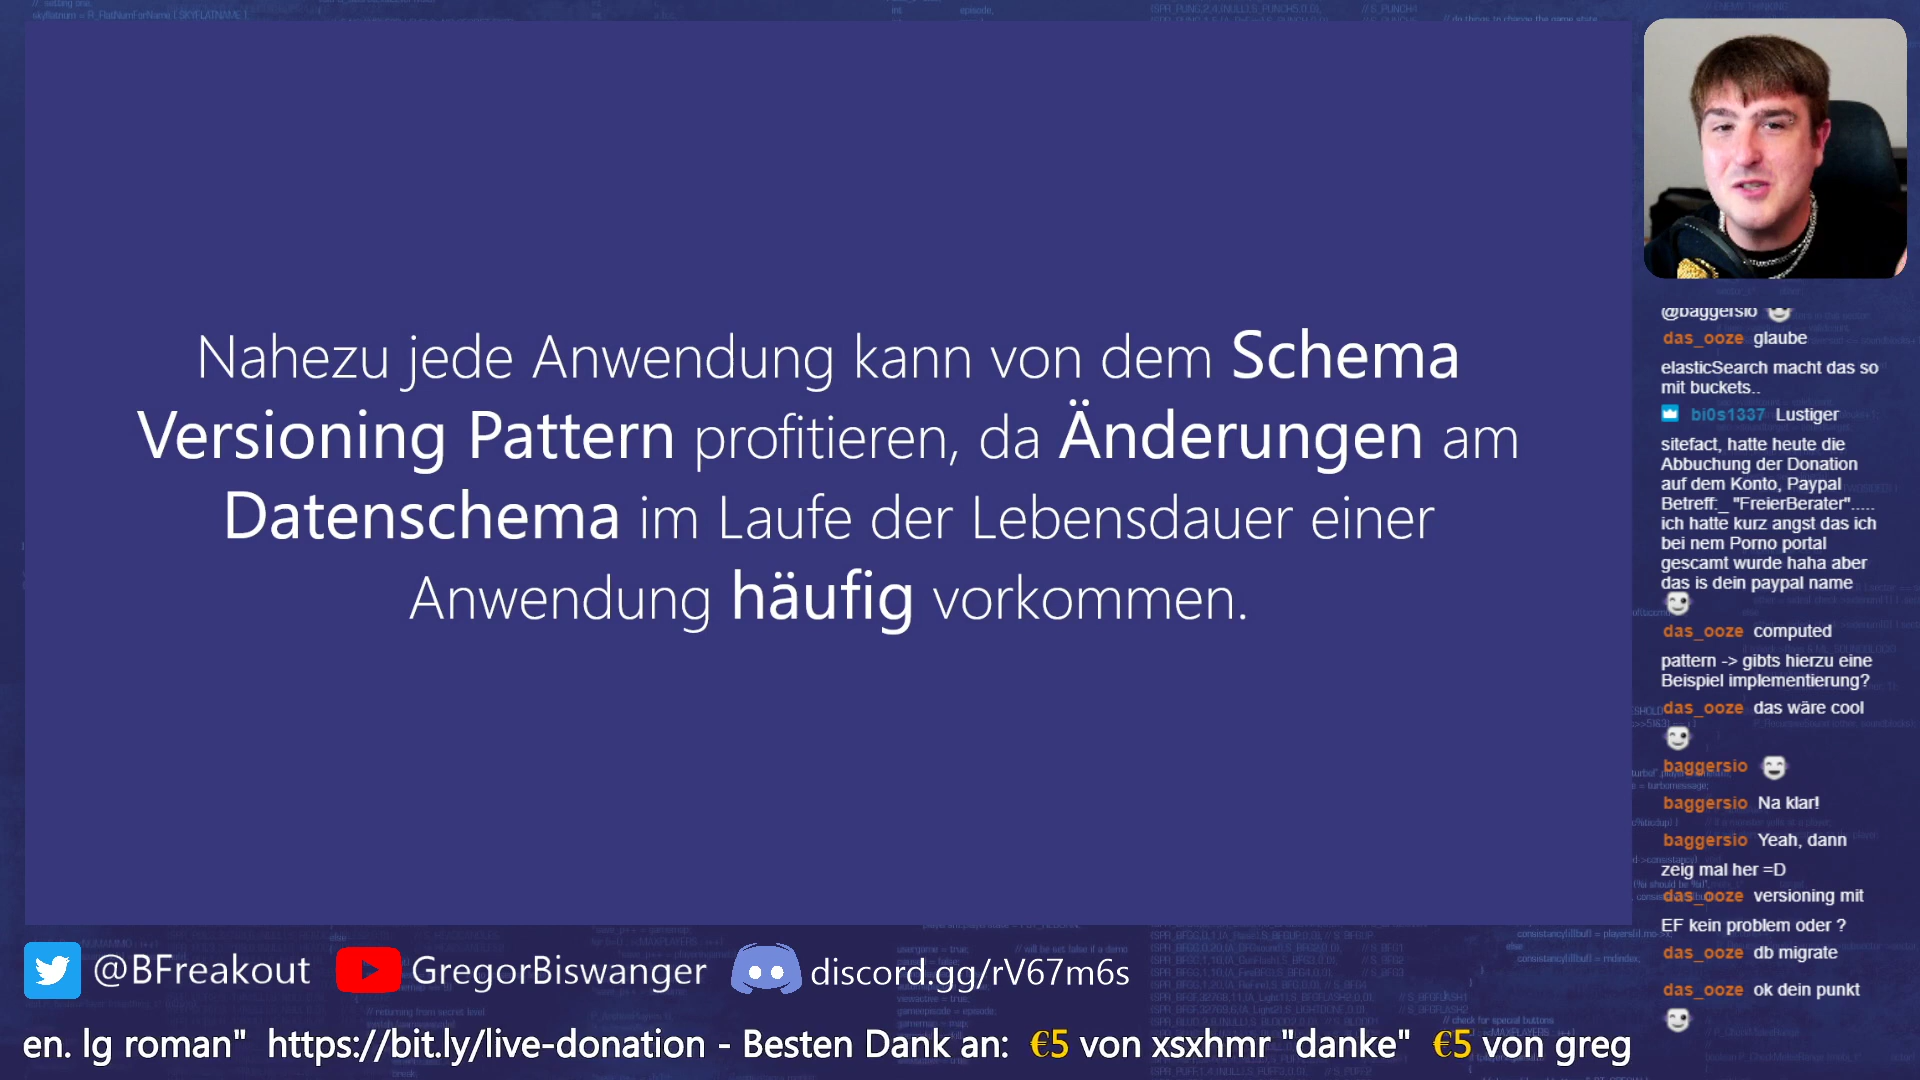 Nahezu jede Anwendung kann von dem Schema
Versioning Pattern profitieren, da Änderungen am
Datenschema im Laufe der Lebensdauer einer
Anwendung häufig vorkommen.
@baggersio
das_ooze glaube
elasticSearch macht das so
mit buckets..
bi0s1337 Lustiger
sitefact, hatte heute die
Abbuchung der Donation
auf dem Konto, Paypal
Betreff:_ "FreierBerater".....
ich hatte kurz angst das ich
bei nem Porno portal
gescamt wurde haha aber
das is dein paypal name
das_ooze computed
pattern -> gibts hierzu eine
Beispiel implementierung?
das_ooze das wäre cool
baggersio
baggersio Na klar!
baggersio Yeah, dann
zeig mal her =D
das_ooze versioning mit
EF kein problem oder ?
das_ooze db migrate
das_ooze ok dein punkt
@BFreakout GregorBiswanger discord.gg/rV67m6s
en. lg roman" https://bit.ly/live-donation - Besten Dank an: €5 von xsxhmr "danke" €5 von greg